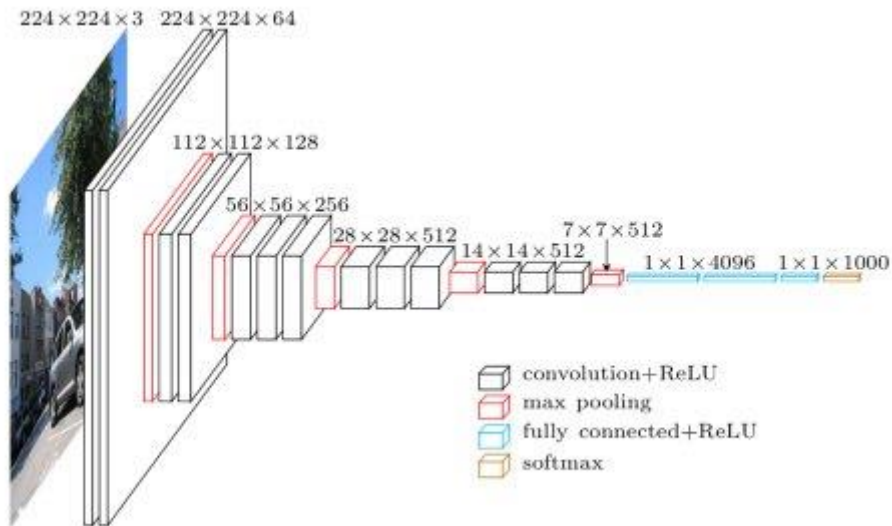 224×224×3
224×224×64
112×112×128
56×56×256
28×28×512
14×14×512
7×7×512
1×1×4096
1×1×1000
convolution+ReLU
max pooling
fully connected+ReLU
softmax